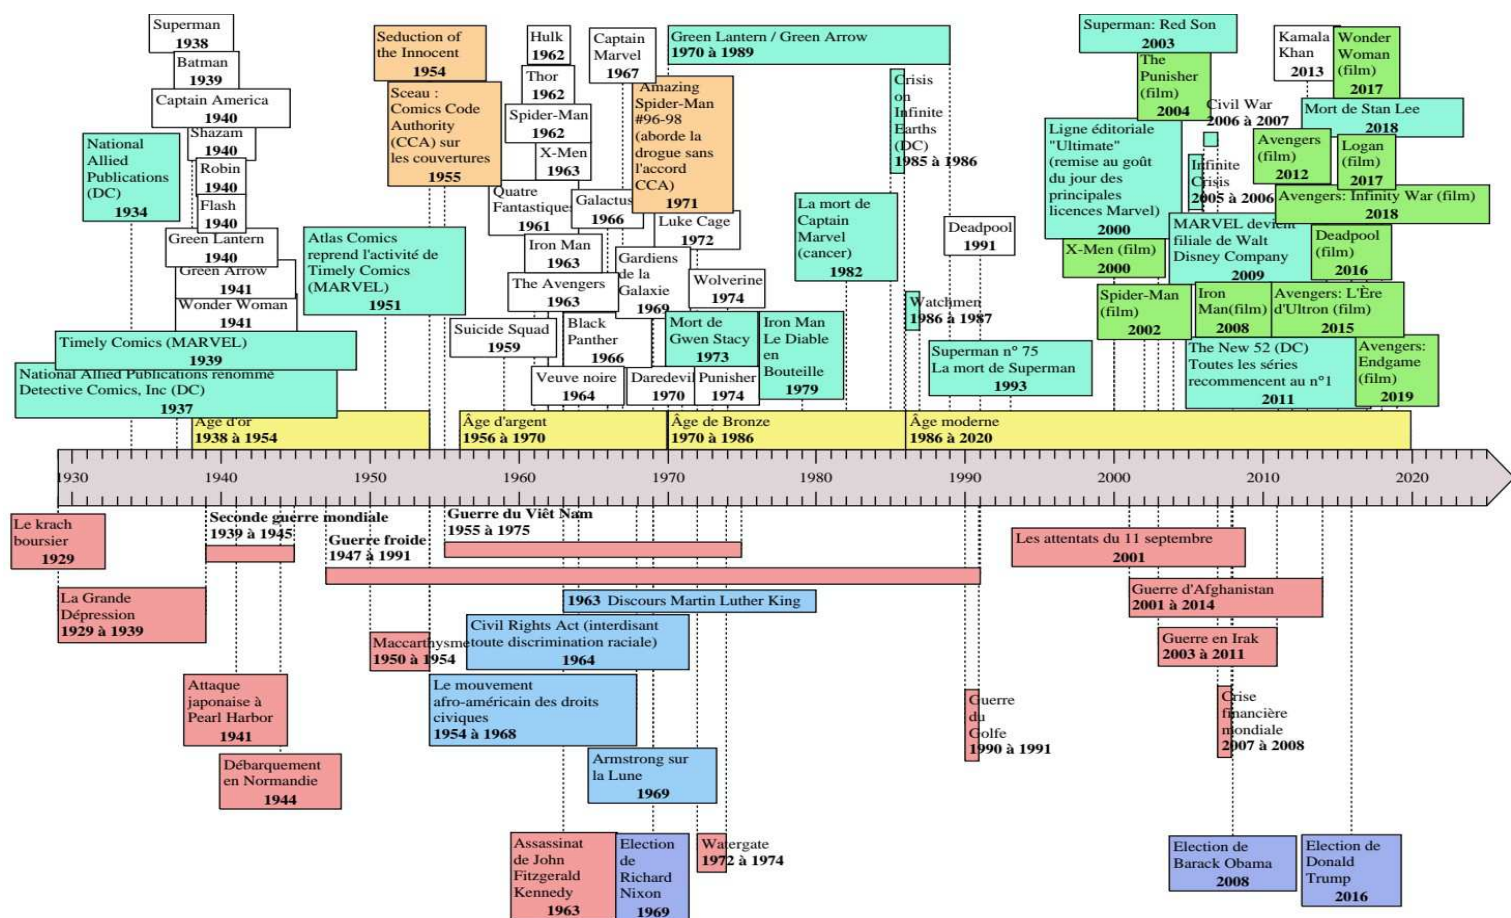 Superman
1938
Batman
1939
Captain America
1940
Shazam
1940
Robin
1940
Flash
1940
Green Lantern
1940
Green Arrow
1941
Wonder Woman
1941
National
Allied
Publications
(DC)
1934
Timely Comics (MARVEL)
1939
National Allied Publications renommé
Detective Comics, Inc (DC)
1937
Seduction of
the Innocent
1954
Sceau :
Comics Code
Authority
(CCA) sur
les couvertures
1955
Atlas Comics
reprend l'activité de
Timely Comics
(MARVEL)
1951
Hulk
1962
Thor
1962
Spider-Man
1962
X-Men
1963
Quatre
Fantastiques
1961
Iron Man
1963
The Avengers
1963
Suicide Squad
1959
Black
Panther
1966
Veuve noire
1964
Captain
Marvel
1967
Galactus
1966
Gardiens
de la
Galaxie
1969
Daredevil
1970
Green Lantern / Green Arrow
1970 à 1989
Amazing
Spider-Man
#96-98
(aborde la
drogue sans
l'accord
CCA)
1971
Luke Cage
1972
Wolverine
1974
Mort de
Gwen Stacy
1973
Punisher
1974
Iron Man
Le Diable
en
Bouteille
1979
La mort de
Captain
Marvel
(cancer)
1982
Crisis
on
Infinite
Earths
(DC)
1985 à 1986
Watchmen
1986 à 1987
Deadpool
1991
Superman n° 75
La mort de Superman
1993
Superman: Red Son
2003
The
Punisher
(film)
2004
Ligne éditoriale
"Ultimate"
(remise au goût
du jour des
principales
licences Marvel)
2000
X-Men (film)
2000
Spider-Man
(film)
2002
Civil War
2006 à 2007
Infinite
Crisis
2005 à 2006
MARVEL devient
filiale de Walt
Disney Company
2009
Iron
Man(film)
2008
The New 52 (DC)
Toutes les séries
recommencent au n°1
2011
Kamala
Khan
2013
Wonder
Woman
(film)
2017
Mort de Stan Lee
2018
Avengers
(film)
2012
Logan
(film)
2017
Avengers: Infinity War (film)
2018
Deadpool
(film)
2016
Avengers: L'Ère
d'Ultron (film)
2015
Avengers:
Endgame
(film)
2019
Âge d'or
1938 à 1954
Âge d'argent
1956 à 1970
Âge de Bronze
1970 à 1986
Âge moderne
1986 à 2020
1930 1940 1950 1960 1970 1980 1990 2000 2010 2020
Le krach
boursier
1929
La Grande
Dépression
1929 à 1939
Seconde guerre mondiale
1939 à 1945
Guerre froide
1947 à 1991
Guerre du Viêt Nam
1955 à 1975
Attaque
japonaise à
Pearl Harbor
1941
Débarquement
en Normandie
1944
Maccarthysme
1950 à 1954
1963 Discours Martin Luther King
Civil Rights Act (interdisant
toute discrimination raciale)
1964
Le mouvement
afro-américain des droits
civiques
1954 à 1968
Armstrong sur
la Lune
1969
Assassinat
de John
Fitzgerald
Kennedy
1963
Election
de
Richard
Nixon
1969
Watergate
1972 à 1974
Guerre
du
Golfe
1990 à 1991
Les attentats du 11 septembre
2001
Guerre d'Afghanistan
2001 à 2014
Guerre en Irak
2003 à 2011
Crise
financière
mondiale
2007 à 2008
Election de
Barack Obama
2008
Election de
Donald
Trump
2016